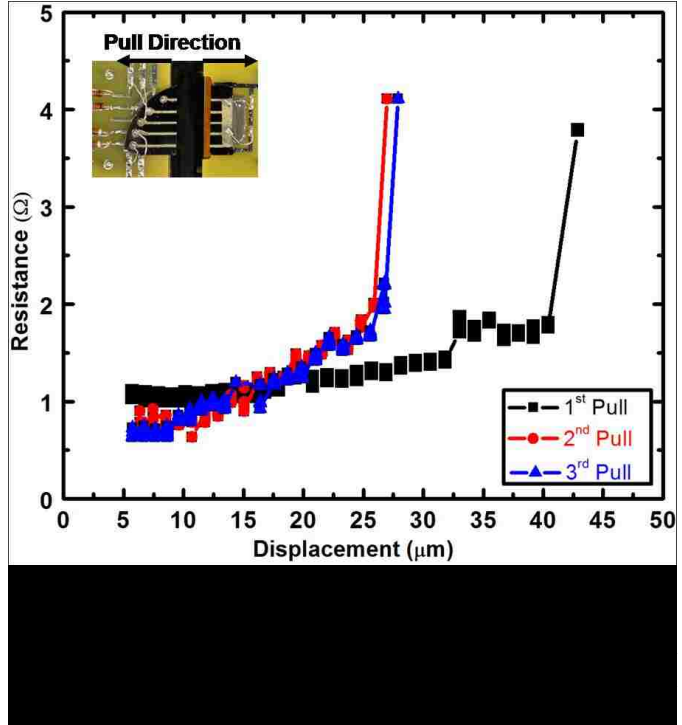 Pull Direction
5
4
3
2
1
0
Resistance (Ω)
1st Pull
2nd Pull
3rd Pull
0 5 10 15 20 25 30 35 40 45 50
Displacement (μm)